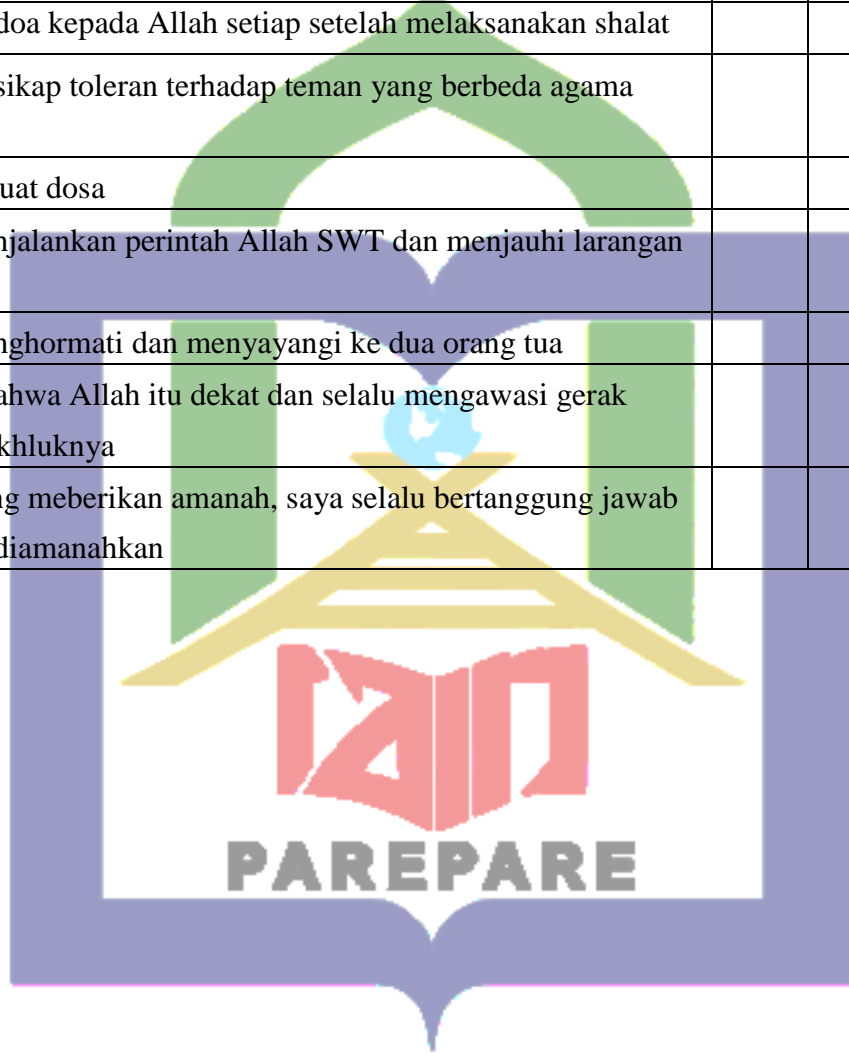 doa kepada Allah setiap setelah melaksanakan shalat
sikap toleran terhadap teman yang berbeda agama
uat dosa
njalankan perintah Allah SWT dan menjauhi larangan
nghormati dan menyayangi ke dua orang tua
ahwa Allah itu dekat dan selalu mengawasi gerak
khluknya
ng meberikan amanah, saya selalu bertanggung jawab
diamanahkan
iain
PAREPARE